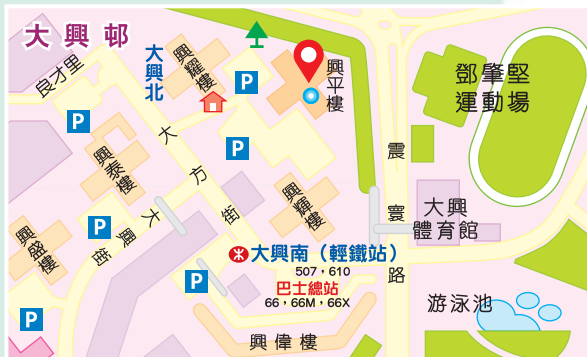 大興邨
良才里
大興北
興耀樓
P
興平樓
鄧肇堅
運動場
P
P
大方街
興泰樓
震寰路
興輝樓
大興
體育館
P
大興街
興盛樓
大興南（輕鐵站）
507，610
P
巴士總站
66，66M，66X
游泳池
P
興偉樓